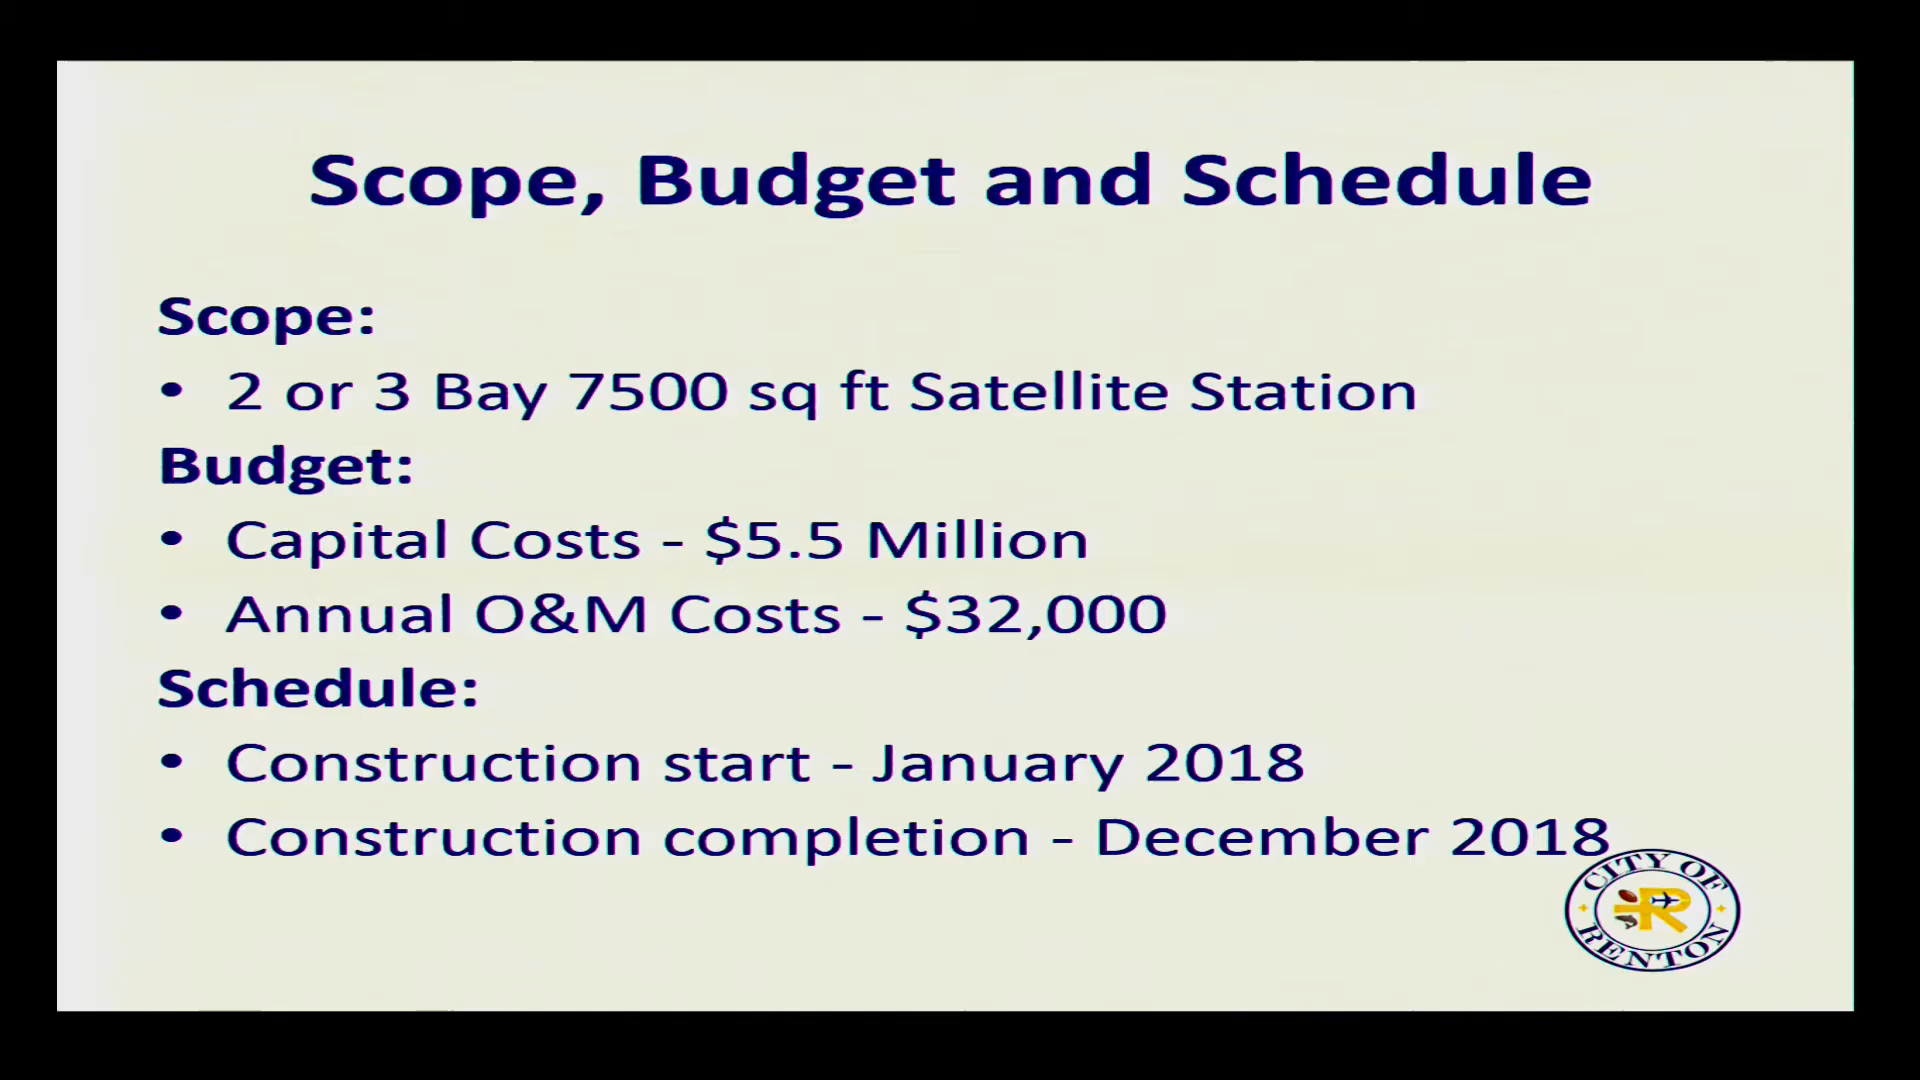 Scope, Budget and Schedule
Scope:
• 2 or 3 Bay 7500 sq ft Satellite Station
Budget:
• Capital Costs - $5.5 Million
• Annual O&M Costs - $32,000
Schedule:
• Construction start - January 2018
• Construction completion - December 2018
CITY OF
R
RENTON